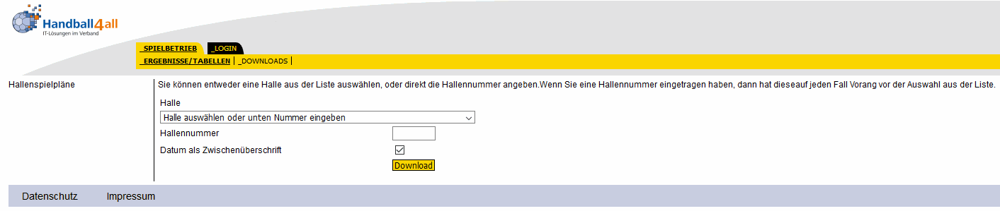 Handball4all
IT-Lösungen im Verband
_SPIELBETRIEB _LOGIN
_ERGEBNISSE/TABELLEN _DOWNLOADS
Hallenspielpläne
Sie können entweder eine Halle aus der Liste auswählen, oder direkt die Hallennummer angeben.Wenn Sie eine Hallennummer eingetragen haben, dann hat dieseauf jeden Fall Vorang vor der Auswahl aus der Liste.
Halle
Halle auswählen oder unten Nummer eingeben
Hallennummer
Datum als Zwischenüberschrift
Download
Datenschutz Impressum